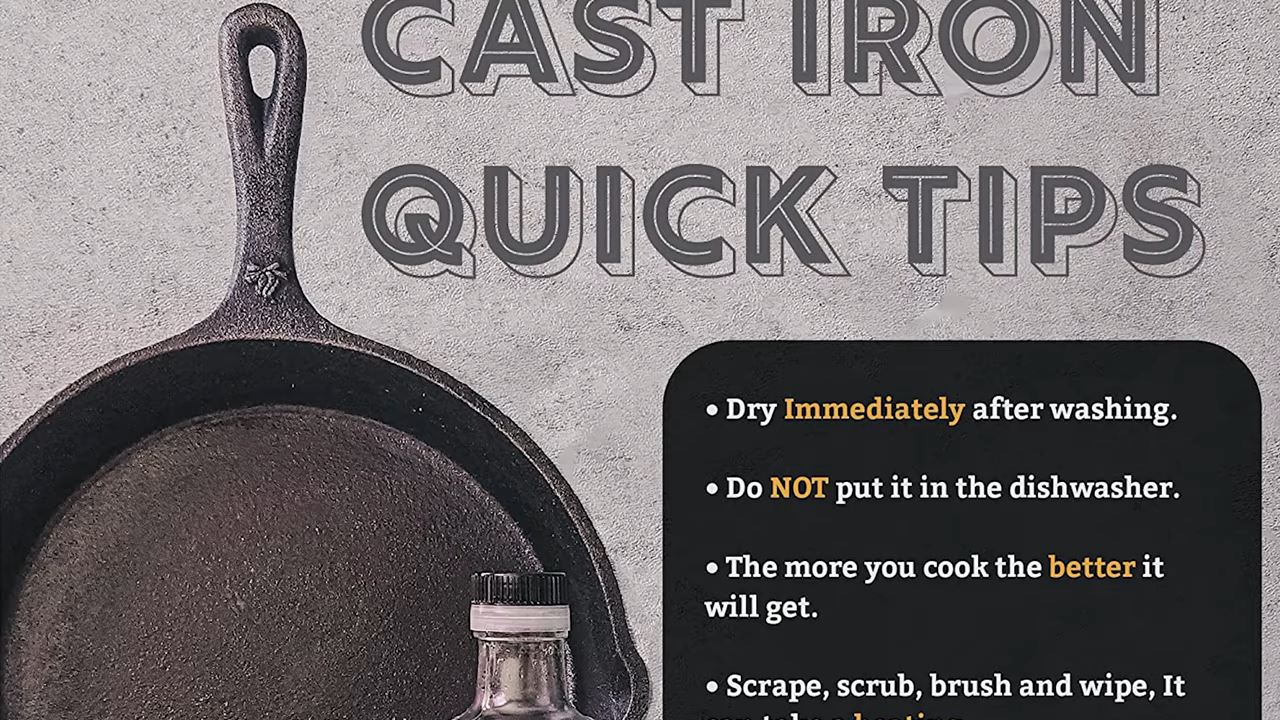 CAST IRON
QUICK TIPS
• Dry Immediately after washing.
• Do NOT put it in the dishwasher.
• The more you cook the better it
will get.
• Scrape, scrub, brush and wipe, It